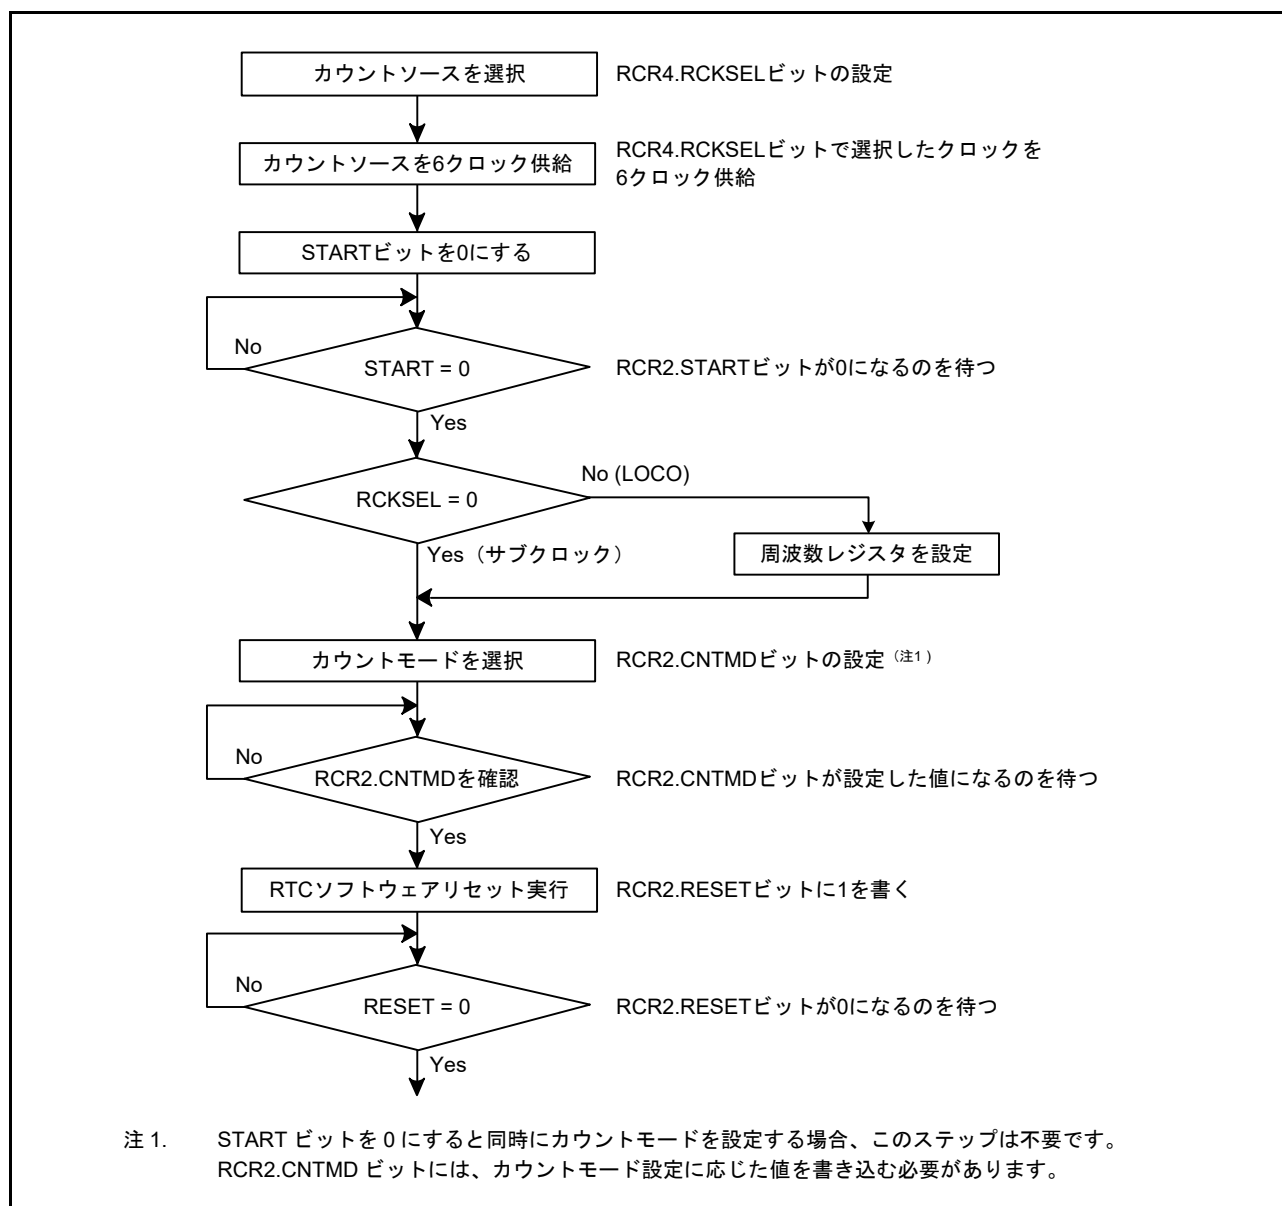 カウントソースを選択
RCR4.RCKSELビットの設定
カウントソースを6クロック供給
RCR4.RCKSELビットで選択したクロックを
6クロック供給
STARTビットを0にする
No
START = 0
RCR2.STARTビットが0になるのを待つ
Yes
No (LOCO)
RCKSEL = 0
Yes（サブクロック）
周波数レジスタを設定
カウントモードを選択
RCR2.CNTMDビットの設定（注1）
No
RCR2.CNTMDを確認
RCR2.CNTMDビットが設定した値になるのを待つ
Yes
RTCソフトウェアリセット実行
RCR2.RESETビットに1を書く
No
RESET = 0
RCR2.RESETビットが0になるのを待つ
Yes
注 1. START ビットを 0 にすると同時にカウントモードを設定する場合、このステップは不要です。
RCR2.CNTMD ビットには、カウントモード設定に応じた値を書き込む必要があります。